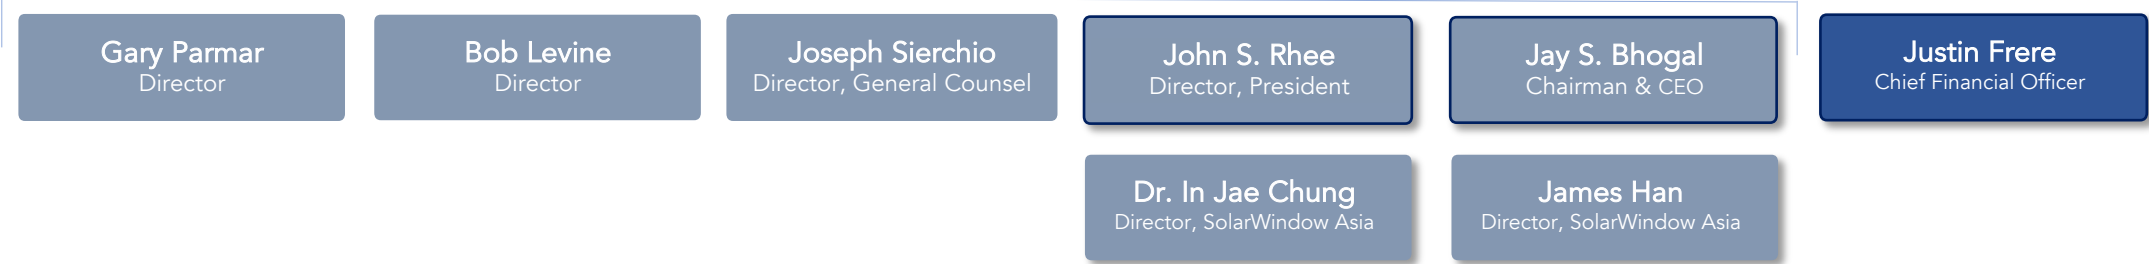 Gary Parmar
Director
Bob Levine
Director
Joseph Sierchio
Director, General Counsel
John S. Rhee
Director, President
Jay S. Bhogal
Chairman & CEO
Justin Frere
Chief Financial Officer
Dr. In Jae Chung
Director, SolarWindow Asia
James Han
Director, SolarWindow Asia